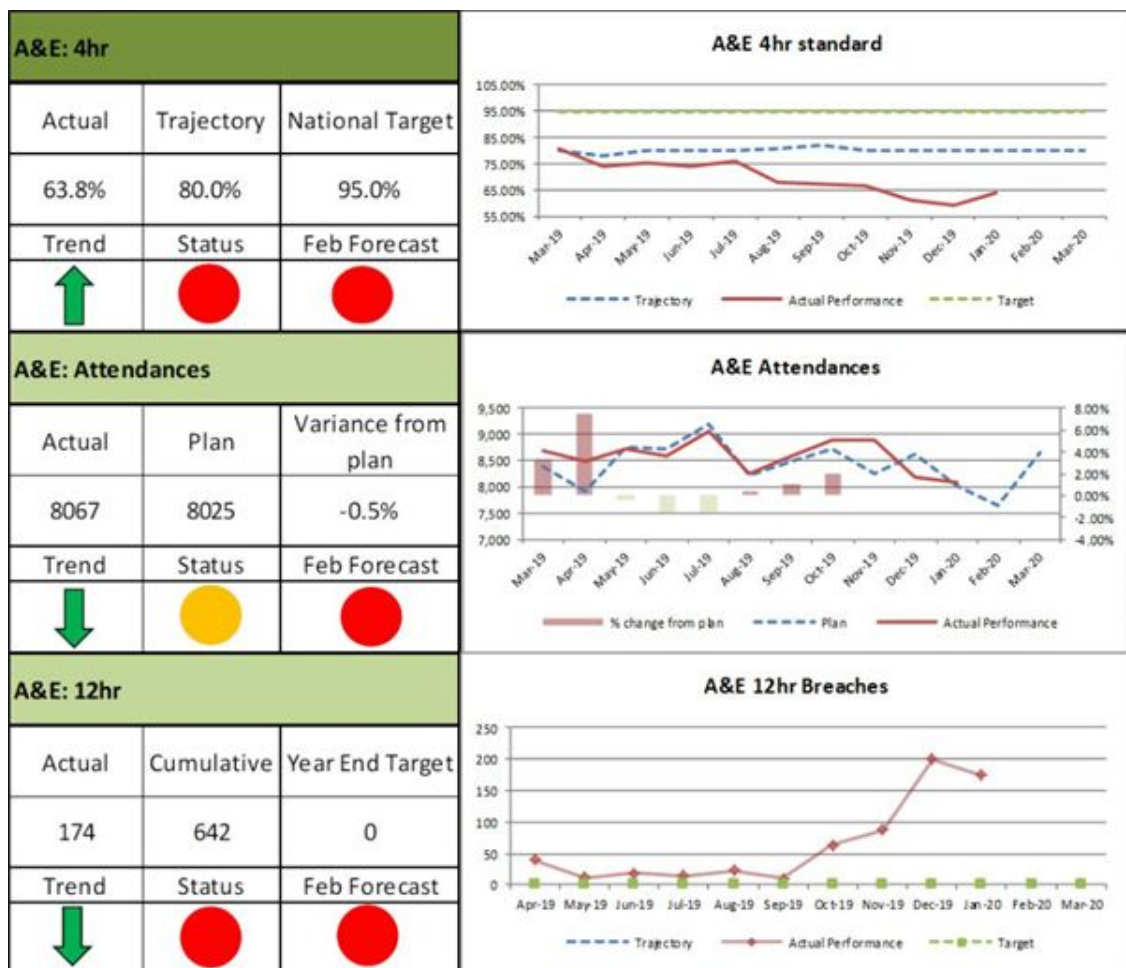 A&E: 4hr
Actual Trajectory National Target
63.8% 80.0% 95.0%
Trend Status Feb Forecast
A&E 4hr standard
105.00%
95.00%
85.00%
75.00%
65.00%
55.00%
Mar-19 Apr-19 May-19 Jun-19 Jul-19 Aug-19 Sep-19 Oct-19 Nov-19 Dec-19 Jan-20 Feb-20 Mar-20
Trajectory Actual Performance Target
A&E: Attendances
Actual Plan Variance from
plan
8067 8025 -0.5%
Trend Status Feb Forecast
A&E Attendances
9,500 8.00%
9,000 6.00%
8,500 4.00%
8,000 2.00%
7,500 0.00%
7,000 -2.00%
-4.00%
Mar-19 Apr-19 May-19 Jun-19 Jul-19 Aug-19 Sep-19 Oct-19 Nov-19 Dec-19 Jan-20 Feb-20 Mar-20
% change from plan Plan Actual Performance
A&E: 12hr
Actual Cumulative Year End Target
174 642 0
Trend Status Feb Forecast
A&E 12hr Breaches
250
200
150
100
50
0
Apr-19 May-19 Jun-19 Jul-19 Aug-19 Sep-19 Oct-19 Nov-19 Dec-19 Jan-20 Feb-20 Mar-20
Trajectory Actual Performance Target